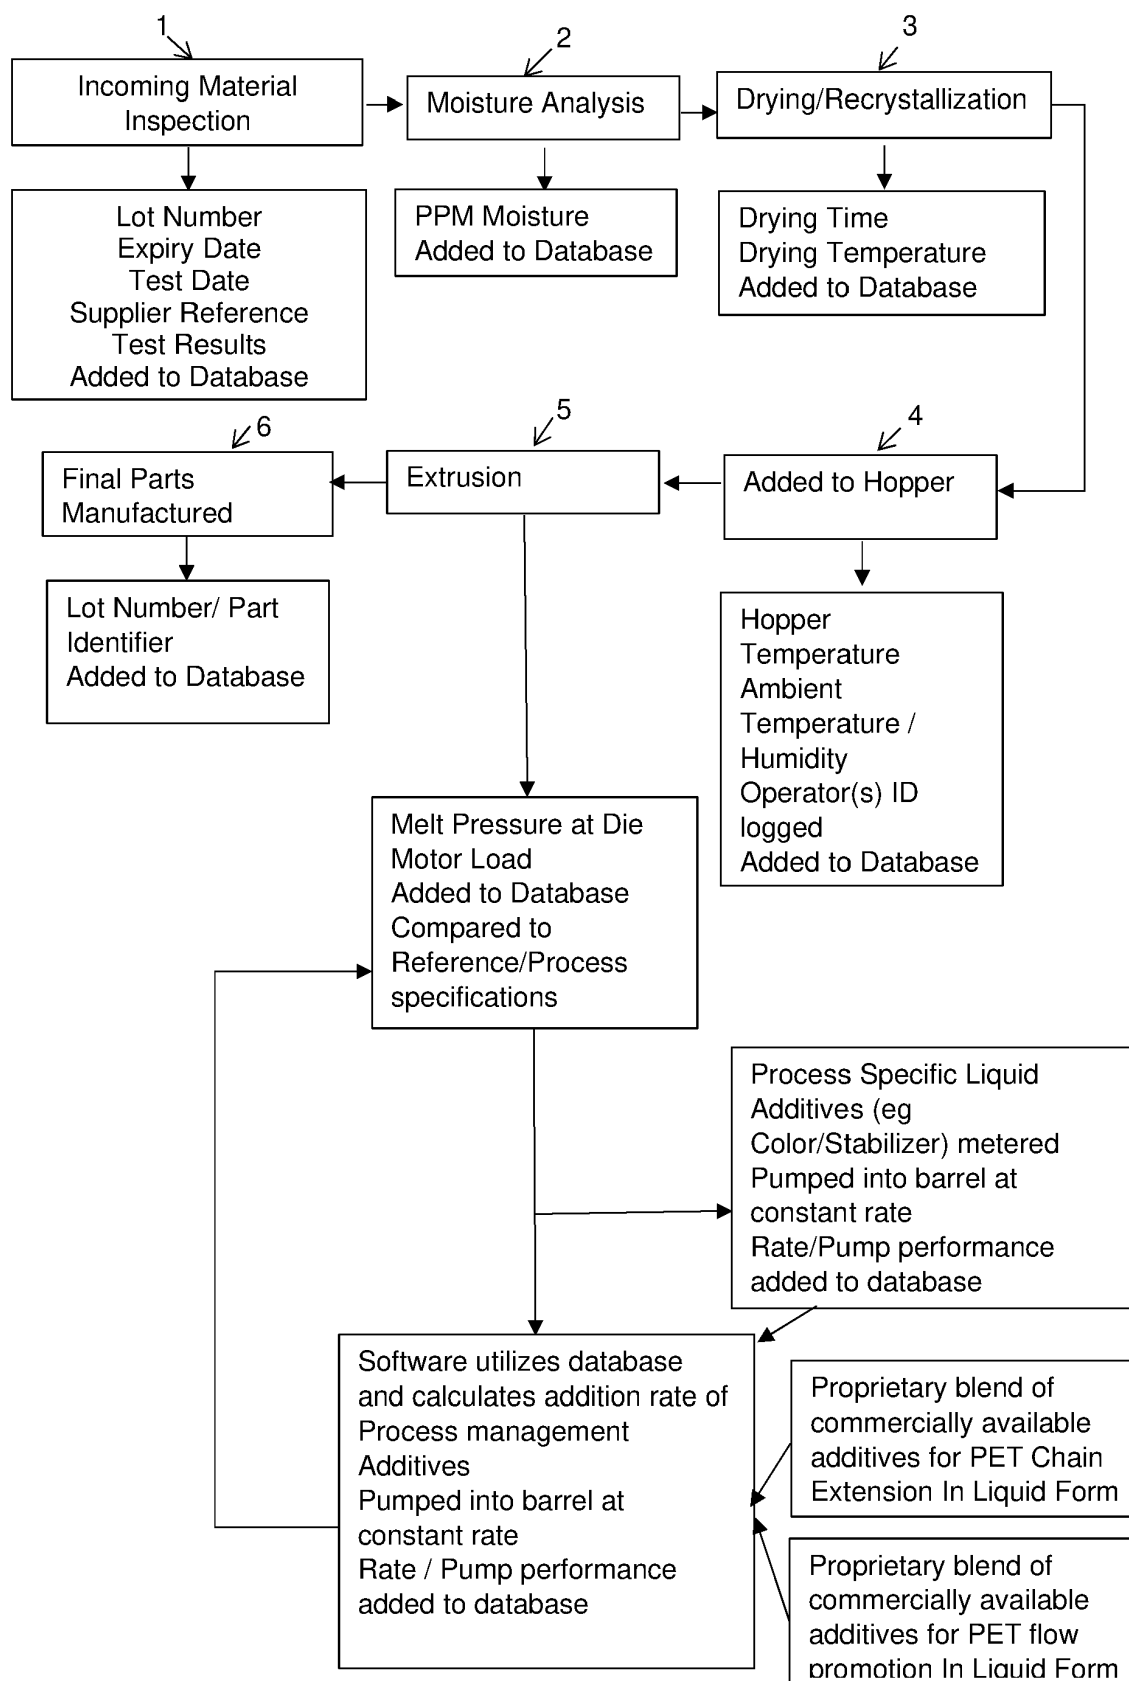 1
Incoming Material
Inspection
2
Moisture Analysis
3
Drying/Recrystallization
Lot Number
Expiry Date
Test Date
Supplier Reference
Test Results
Added to Database
PPM Moisture
Added to Database
Drying Time
Drying Temperature
Added to Database
6
Final Parts
Manufactured
5
Extrusion
4
Added to Hopper
Lot Number/ Part
Identifier
Added to Database
Hopper
Temperature
Ambient
Temperature /
Humidity
Operator(s) ID
logged
Added to Database
Melt Pressure at Die
Motor Load
Added to Database
Compared to
Reference/Process
specifications
Process Specific Liquid
Additives (eg
Color/Stabilizer) metered
Pumped into barrel at
constant rate
Rate/Pump performance
added to database
Software utilizes database
and calculates addition rate of
Process management
Additives
Pumped into barrel at
constant rate
Rate / Pump performance
added to database
Proprietary blend of
commercially available
additives for PET Chain
Extension In Liquid Form
Proprietary blend of
commercially available
additives for PET flow
promotion In Liquid Form